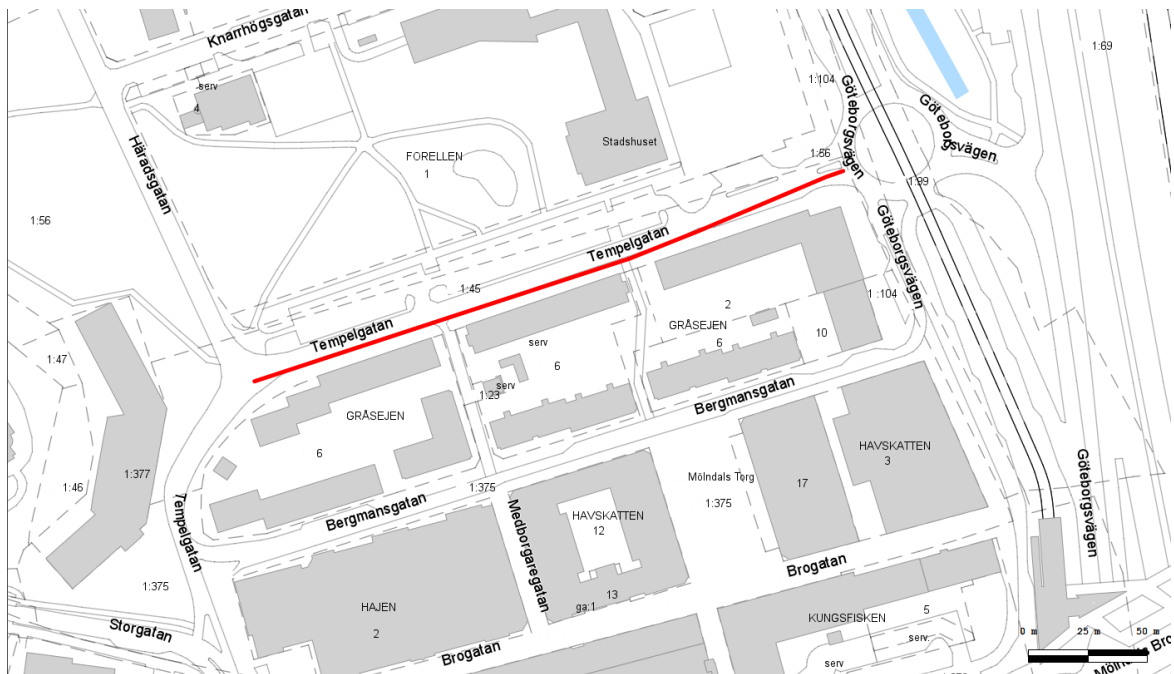 Knarrhögsgatan
1:69
serv
1:104
Göteborgsvägen
Göteborgsvägen
4
Stadshuset
Häradsgatan
FORELLEN
1
1:56
1:99
1:56
Göteborgsvägen
Tempelgatan
1:45
1 :104
2
Tempelgatan
GRÅSEJEN
6
10
serv
1:47
6
serv
1:23
Bergmansgatan
GRÅSEJEN
6
HAVSKATTEN
3
1:377
Mölndals Torg
1:375
17
1:46
1:375
Göteborgsvägen
Tempelgatan
Bergmansgatan
Medborgaregatan
HAVSKATTEN
12
Brogatan
1:375
13
ga:1
HAJEN
2
KUNGSFISKEN
5
Storgatan
serv.
0 m
25 m
50 m
Brogatan
serv
Mölndals Bro